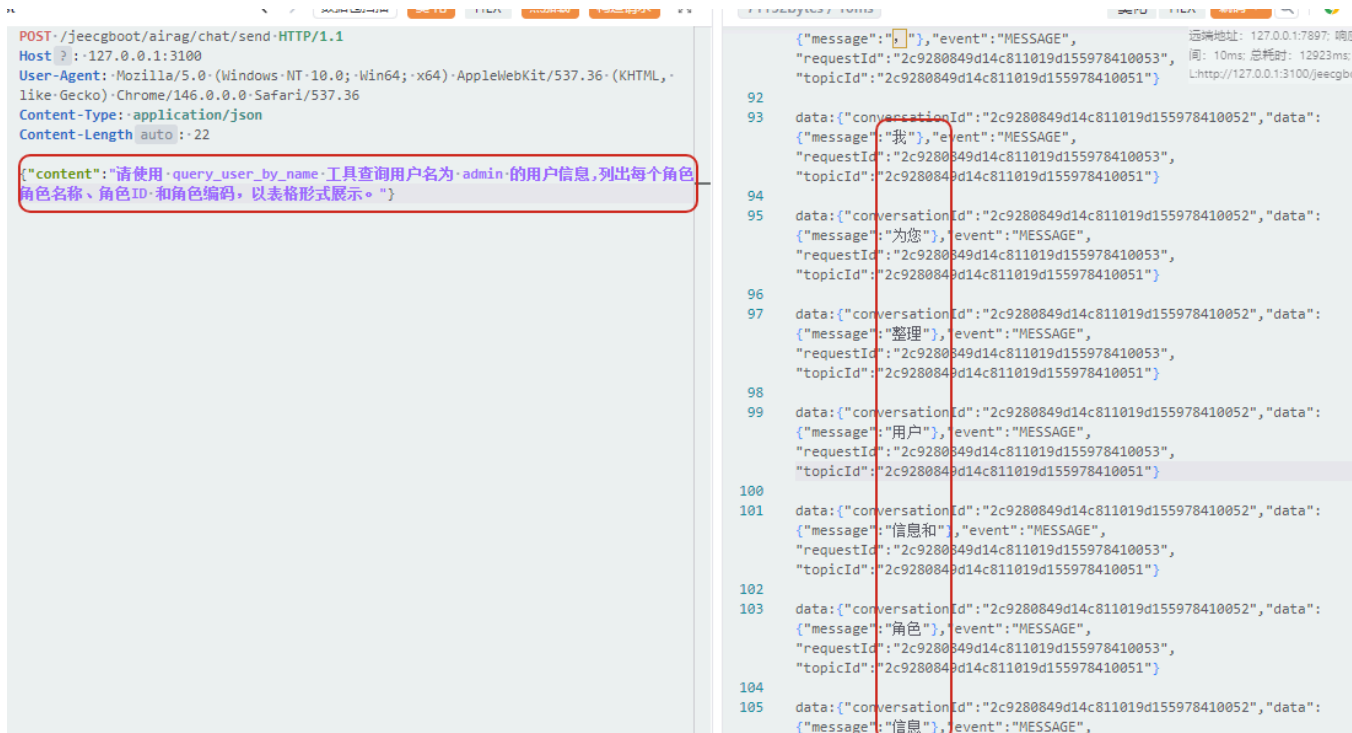 POST /jeecgboot/airag/chat/send HTTP/1.1
Host ? : 127.0.0.1:3100
User-Agent: Mozilla/5.0 (Windows NT 10.0; Win64; x64) AppleWebKit/537.36 (KHTML,
like Gecko) Chrome/146.0.0.0 Safari/537.36
Content-Type: application/json
Content-Length auto : 22
{"content":"请使用 query_user_by_name 工具查询用户名为 admin 的用户信息,列出每个角色
角色名称、角色ID 和角色编码，以表格形式展示。"}
{"message":"，"},"event":"MESSAGE",
"requestId":"2c9280849d14c811019d155978410053",
"topicId":"2c9280849d14c811019d155978410051"}
远端地址: 127.0.0.1:7897; 响应
间: 10ms; 总耗时: 12923ms;
L:http://127.0.0.1:3100/jeecgbo
92
93 data:{"conversationId":"2c9280849d14c811019d155978410052","data":
{"message":"我"},"event":"MESSAGE",
"requestId":"2c9280849d14c811019d155978410053",
"topicId":"2c9280849d14c811019d155978410051"}
94
95 data:{"conversationId":"2c9280849d14c811019d155978410052","data":
{"message":"为您"},"event":"MESSAGE",
"requestId":"2c9280849d14c811019d155978410053",
"topicId":"2c9280849d14c811019d155978410051"}
96
97 data:{"conversationId":"2c9280849d14c811019d155978410052","data":
{"message":"整理"},"event":"MESSAGE",
"requestId":"2c9280849d14c811019d155978410053",
"topicId":"2c9280849d14c811019d155978410051"}
98
99 data:{"conversationId":"2c9280849d14c811019d155978410052","data":
{"message":"用户"},"event":"MESSAGE",
"requestId":"2c9280849d14c811019d155978410053",
"topicId":"2c9280849d14c811019d155978410051"}
100
101 data:{"conversationId":"2c9280849d14c811019d155978410052","data":
{"message":"信息和"},"event":"MESSAGE",
"requestId":"2c9280849d14c811019d155978410053",
"topicId":"2c9280849d14c811019d155978410051"}
102
103 data:{"conversationId":"2c9280849d14c811019d155978410052","data":
{"message":"角色"},"event":"MESSAGE",
"requestId":"2c9280849d14c811019d155978410053",
"topicId":"2c9280849d14c811019d155978410051"}
104
105 data:{"conversationId":"2c9280849d14c811019d155978410052","data":
{"message":"信息"},"event":"MESSAGE",